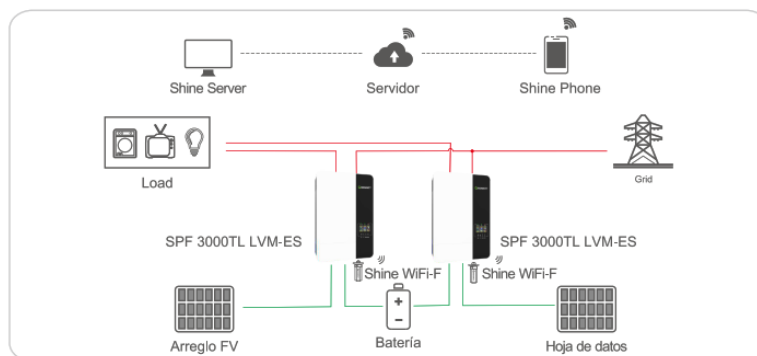 Shine Server
Servidor
Shine Phone
Load
Grid
SPF 3000TL LVM-ES
SPF 3000TL LVM-ES
Shine WiFi-F
Shine WiFi-F
Arreglo FV
Batería
Hoja de datos